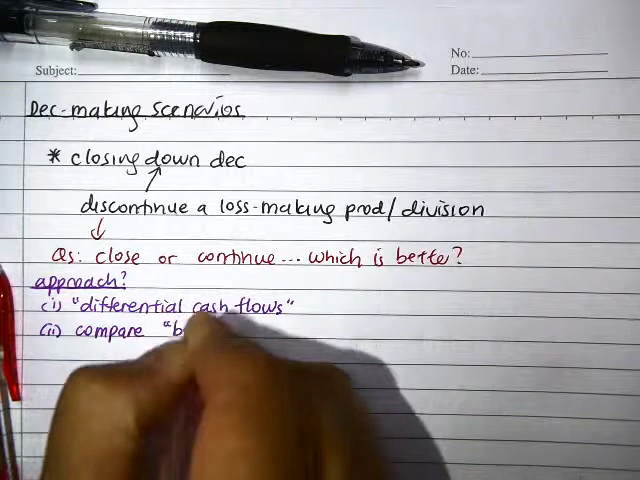 No:
Subject: Date:
Dec-making scenarios
* closing down dec
discontinue a loss-making prod/division
Qs: close or continue... which is better?
approach?
(i) "differential cash flows"
(ii) compare "b